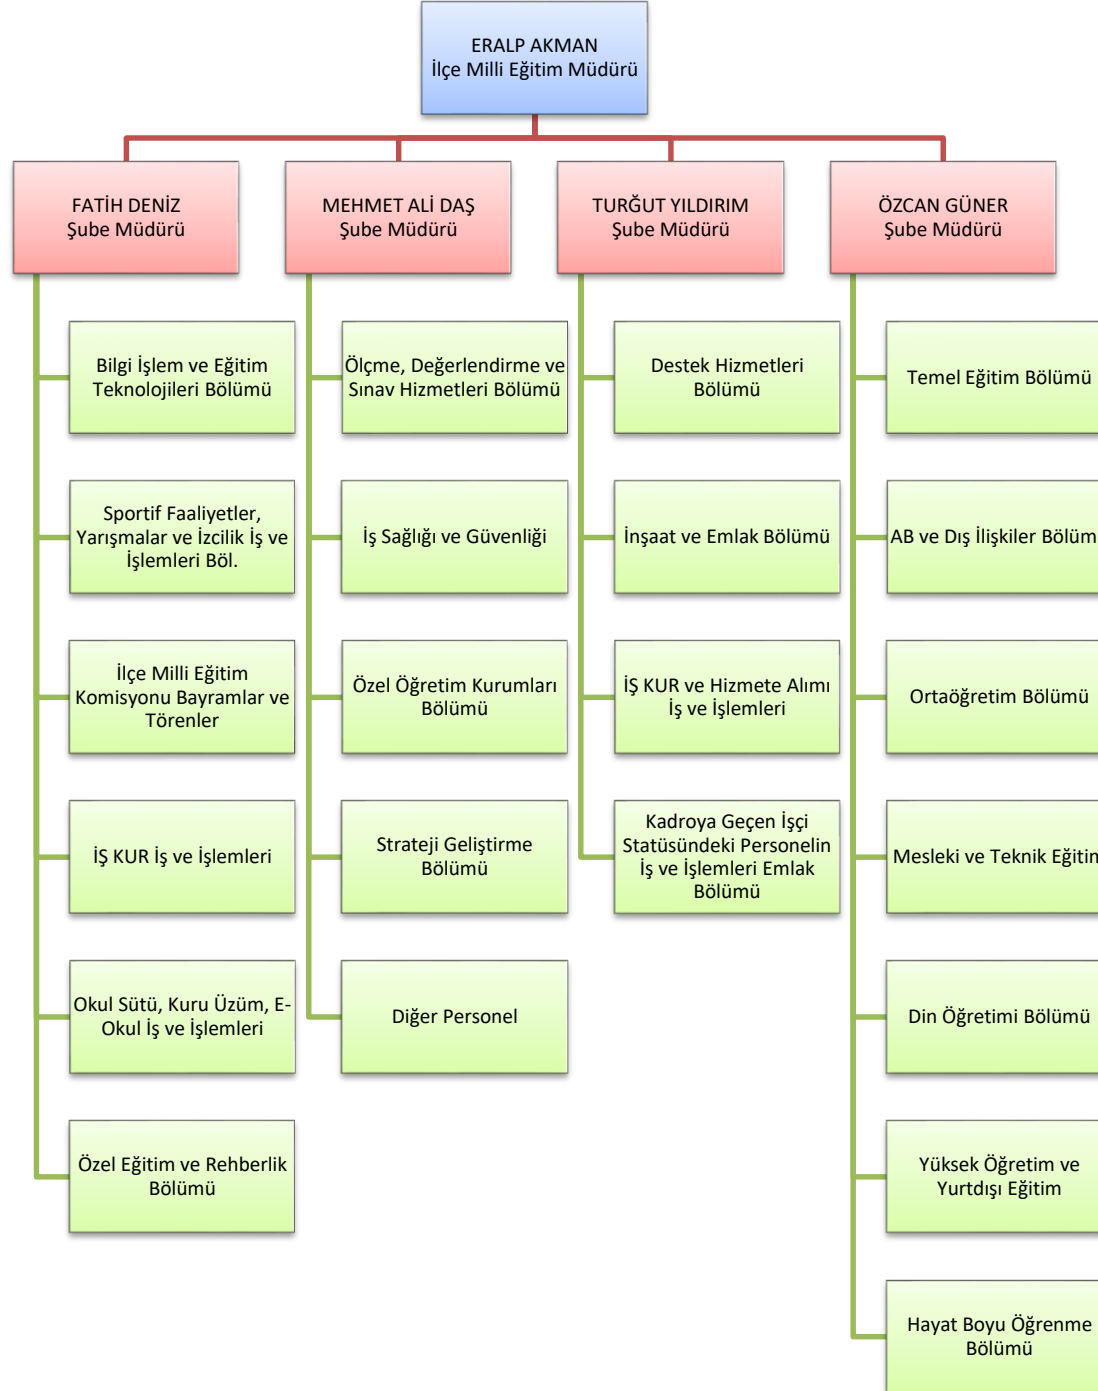 ERALP AKMAN
İlçe Milli Eğitim Müdürü
FATİH DENİZ
Şube Müdürü
Bilgi İşlem ve Eğitim
Teknolojileri Bölümü
Sportif Faaliyetler,
Yarışmalar ve İzcilik İş ve
İşlemleri Böl.
İlçe Milli Eğitim
Komisyonu Bayramlar ve
Törenler
İŞ KUR İş ve İşlemleri
Okul Sütü, Kuru Üzüm, E-
Okul İş ve İşlemleri
Özel Eğitim ve Rehberlik
Bölümü
MEHMET ALİ DAŞ
Şube Müdürü
Ölçme, Değerlendirme ve
Sınav Hizmetleri Bölümü
İş Sağlığı ve Güvenliği
Özel Öğretim Kurumları
Bölümü
Strateji Geliştirme
Bölümü
Diğer Personel
TURĞUT YILDIRIM
Şube Müdürü
Destek Hizmetleri
Bölümü
İnşaat ve Emlak Bölümü
İŞ KUR ve Hizmete Alımı
İş ve İşlemleri
Kadroya Geçen İşçi
Statüsündeki Personelin
İş ve İşlemleri Emlak
Bölümü
ÖZCAN GÜNER
Şube Müdürü
Temel Eğitim Bölümü
AB ve Dış İlişkiler Bölüm
Ortaöğretim Bölümü
Mesleki ve Teknik Eğitim
Din Öğretimi Bölümü
Yüksek Öğretim ve
Yurtdışı Eğitim
Hayat Boyu Öğrenme
Bölümü